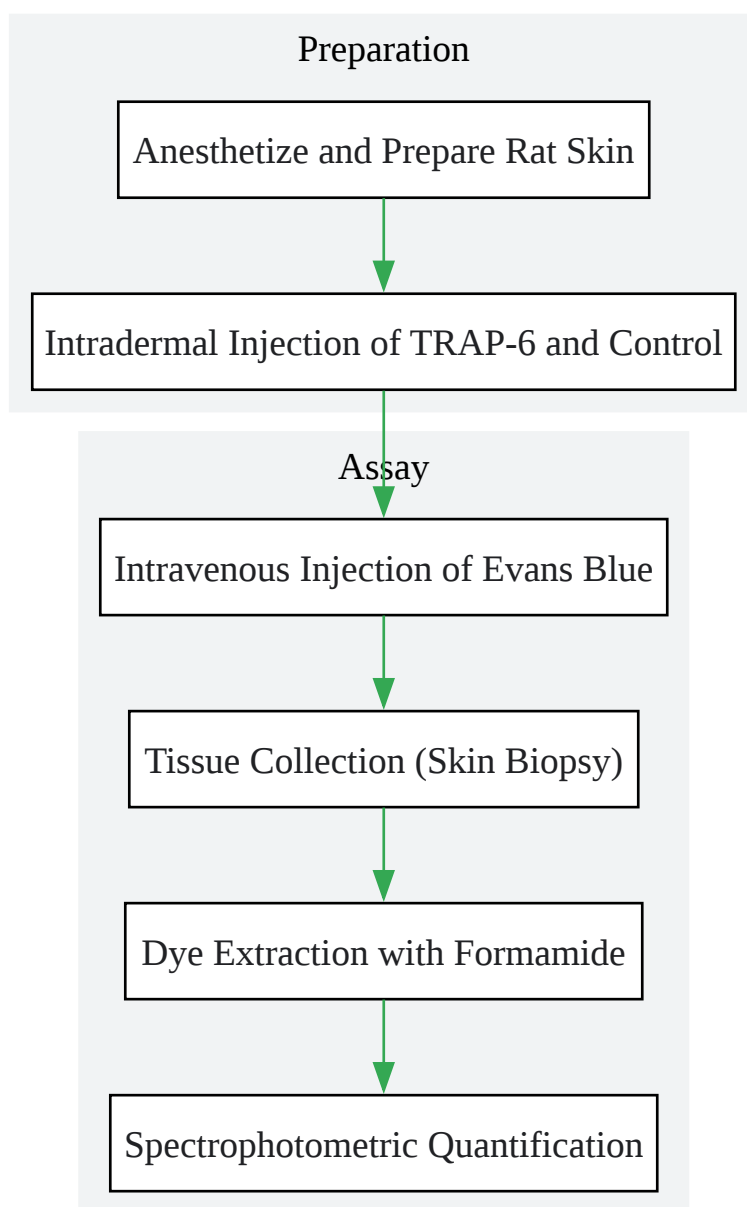 Preparation
Anesthetize and Prepare Rat Skin
Intradermal Injection of TRAP-6 and Control
Assay
Intravenous Injection of Evans Blue
Tissue Collection (Skin Biopsy)
Dye Extraction with Formamide
Spectrophotometric Quantification